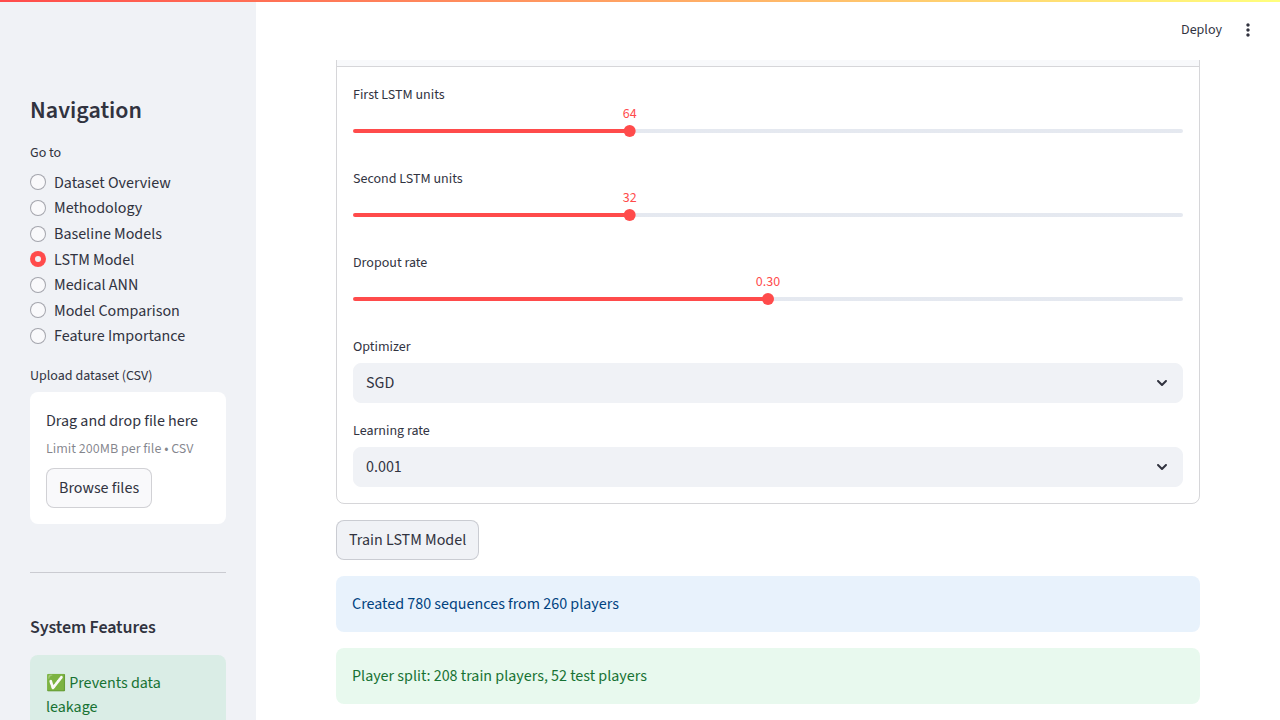 Deploy
Navigation
Go to
Dataset Overview
Methodology
Baseline Models
LSTM Model
Medical ANN
Model Comparison
Feature Importance
Upload dataset (CSV)
Drag and drop file here
Limit 200MB per file • CSV
Browse files
System Features
✅ Prevents data
leakage
First LSTM units
64
Second LSTM units
32
Dropout rate
0.30
Optimizer
SGD
Learning rate
0.001
Train LSTM Model
Created 780 sequences from 260 players
Player split: 208 train players, 52 test players